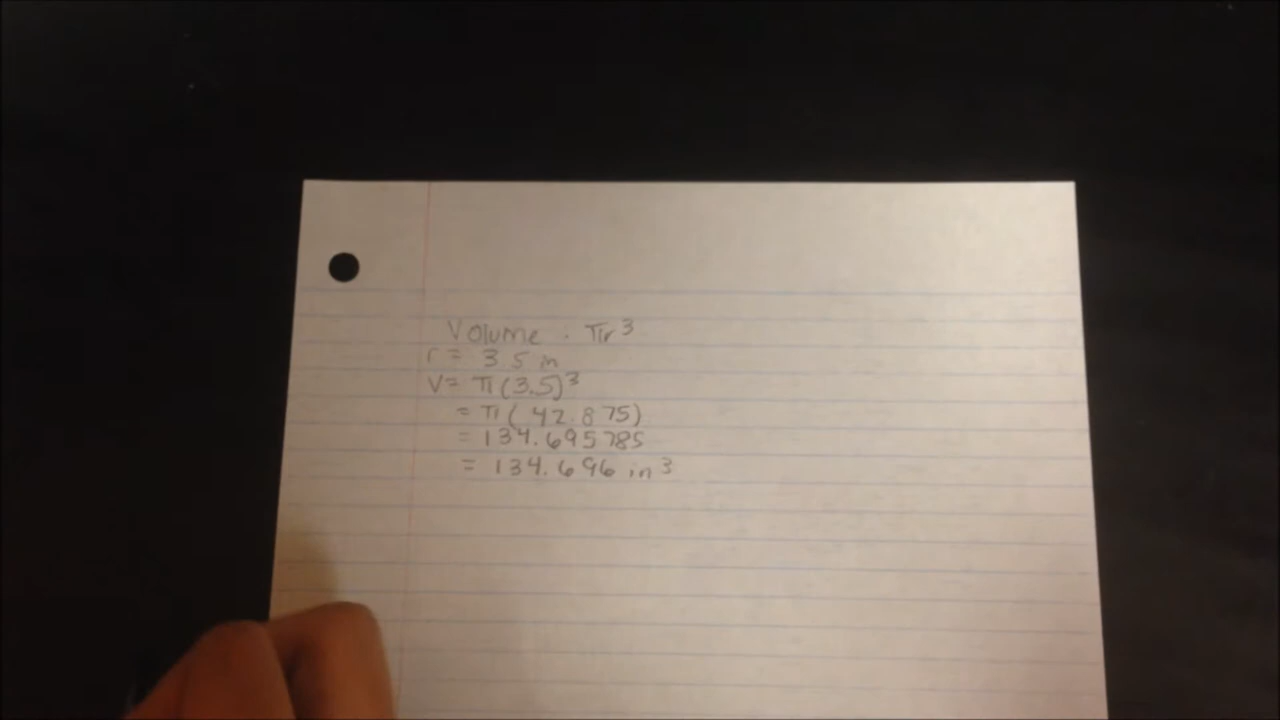 Volume : πr³
r = 3.5 in
V = π(3.5)³
= π(42.875)
= 134.695785
= 134.696 in³